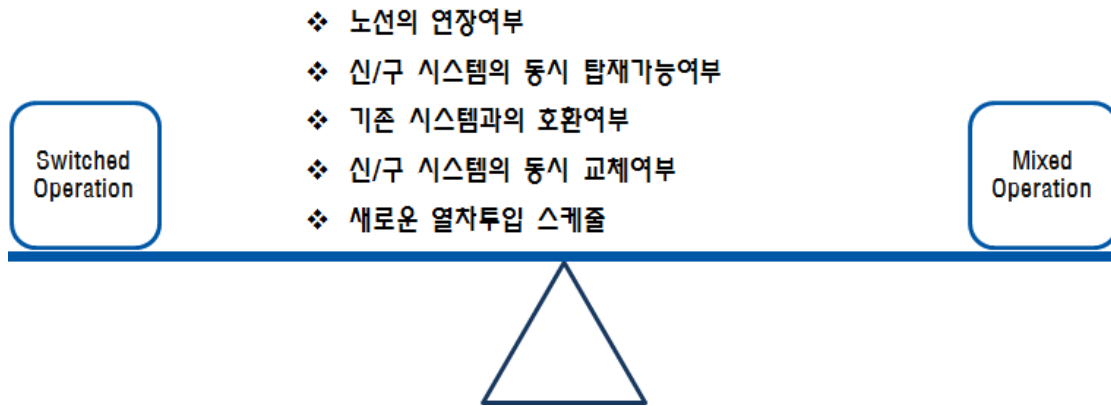 ❖ 노선의 연장여부
❖ 신/구 시스템의 동시 탑재가능여부
❖ 기존 시스템과의 호환여부
❖ 신/구 시스템의 동시 교체여부
❖ 새로운 열차투입 스케줄
Switched
Operation
Mixed
Operation